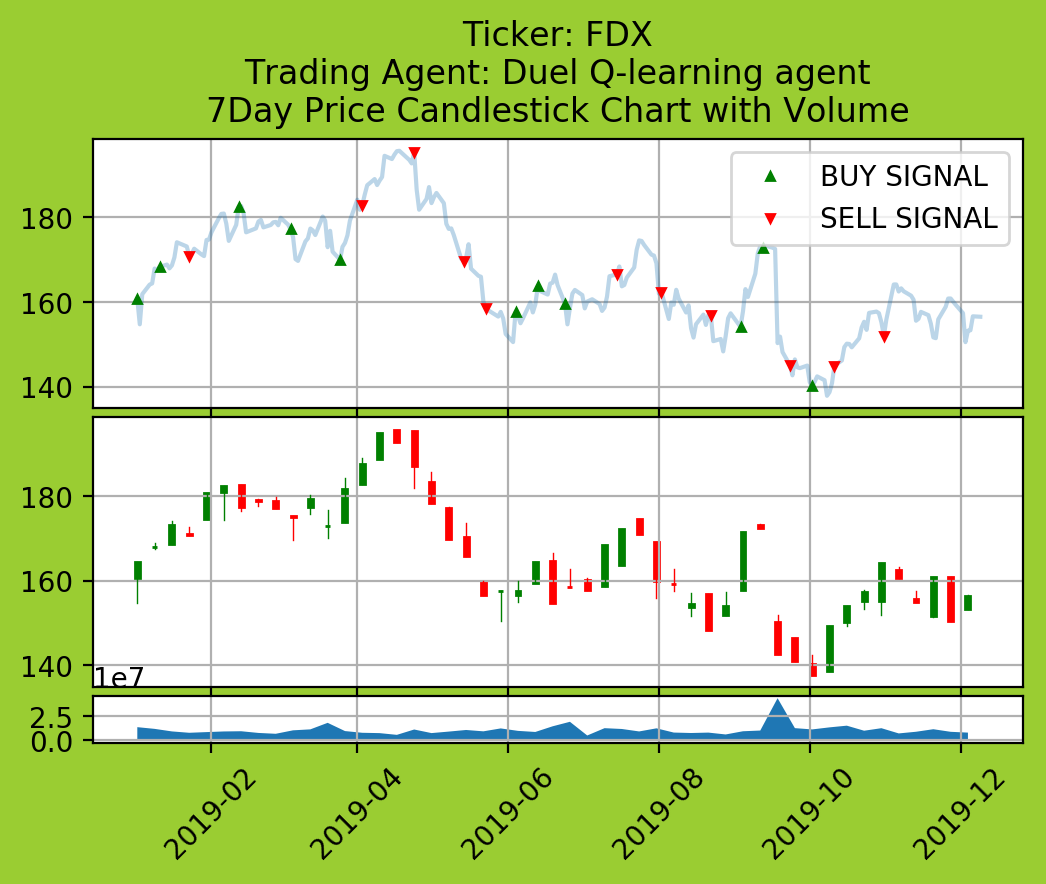 Ticker: FDX
Trading Agent: Duel Q-learning agent
7Day Price Candlestick Chart with Volume
BUY SIGNAL
SELL SIGNAL
180
160
140
180
160
140
1e7
2.5
0.0
2019-02
2019-04
2019-06
2019-08
2019-10
2019-12